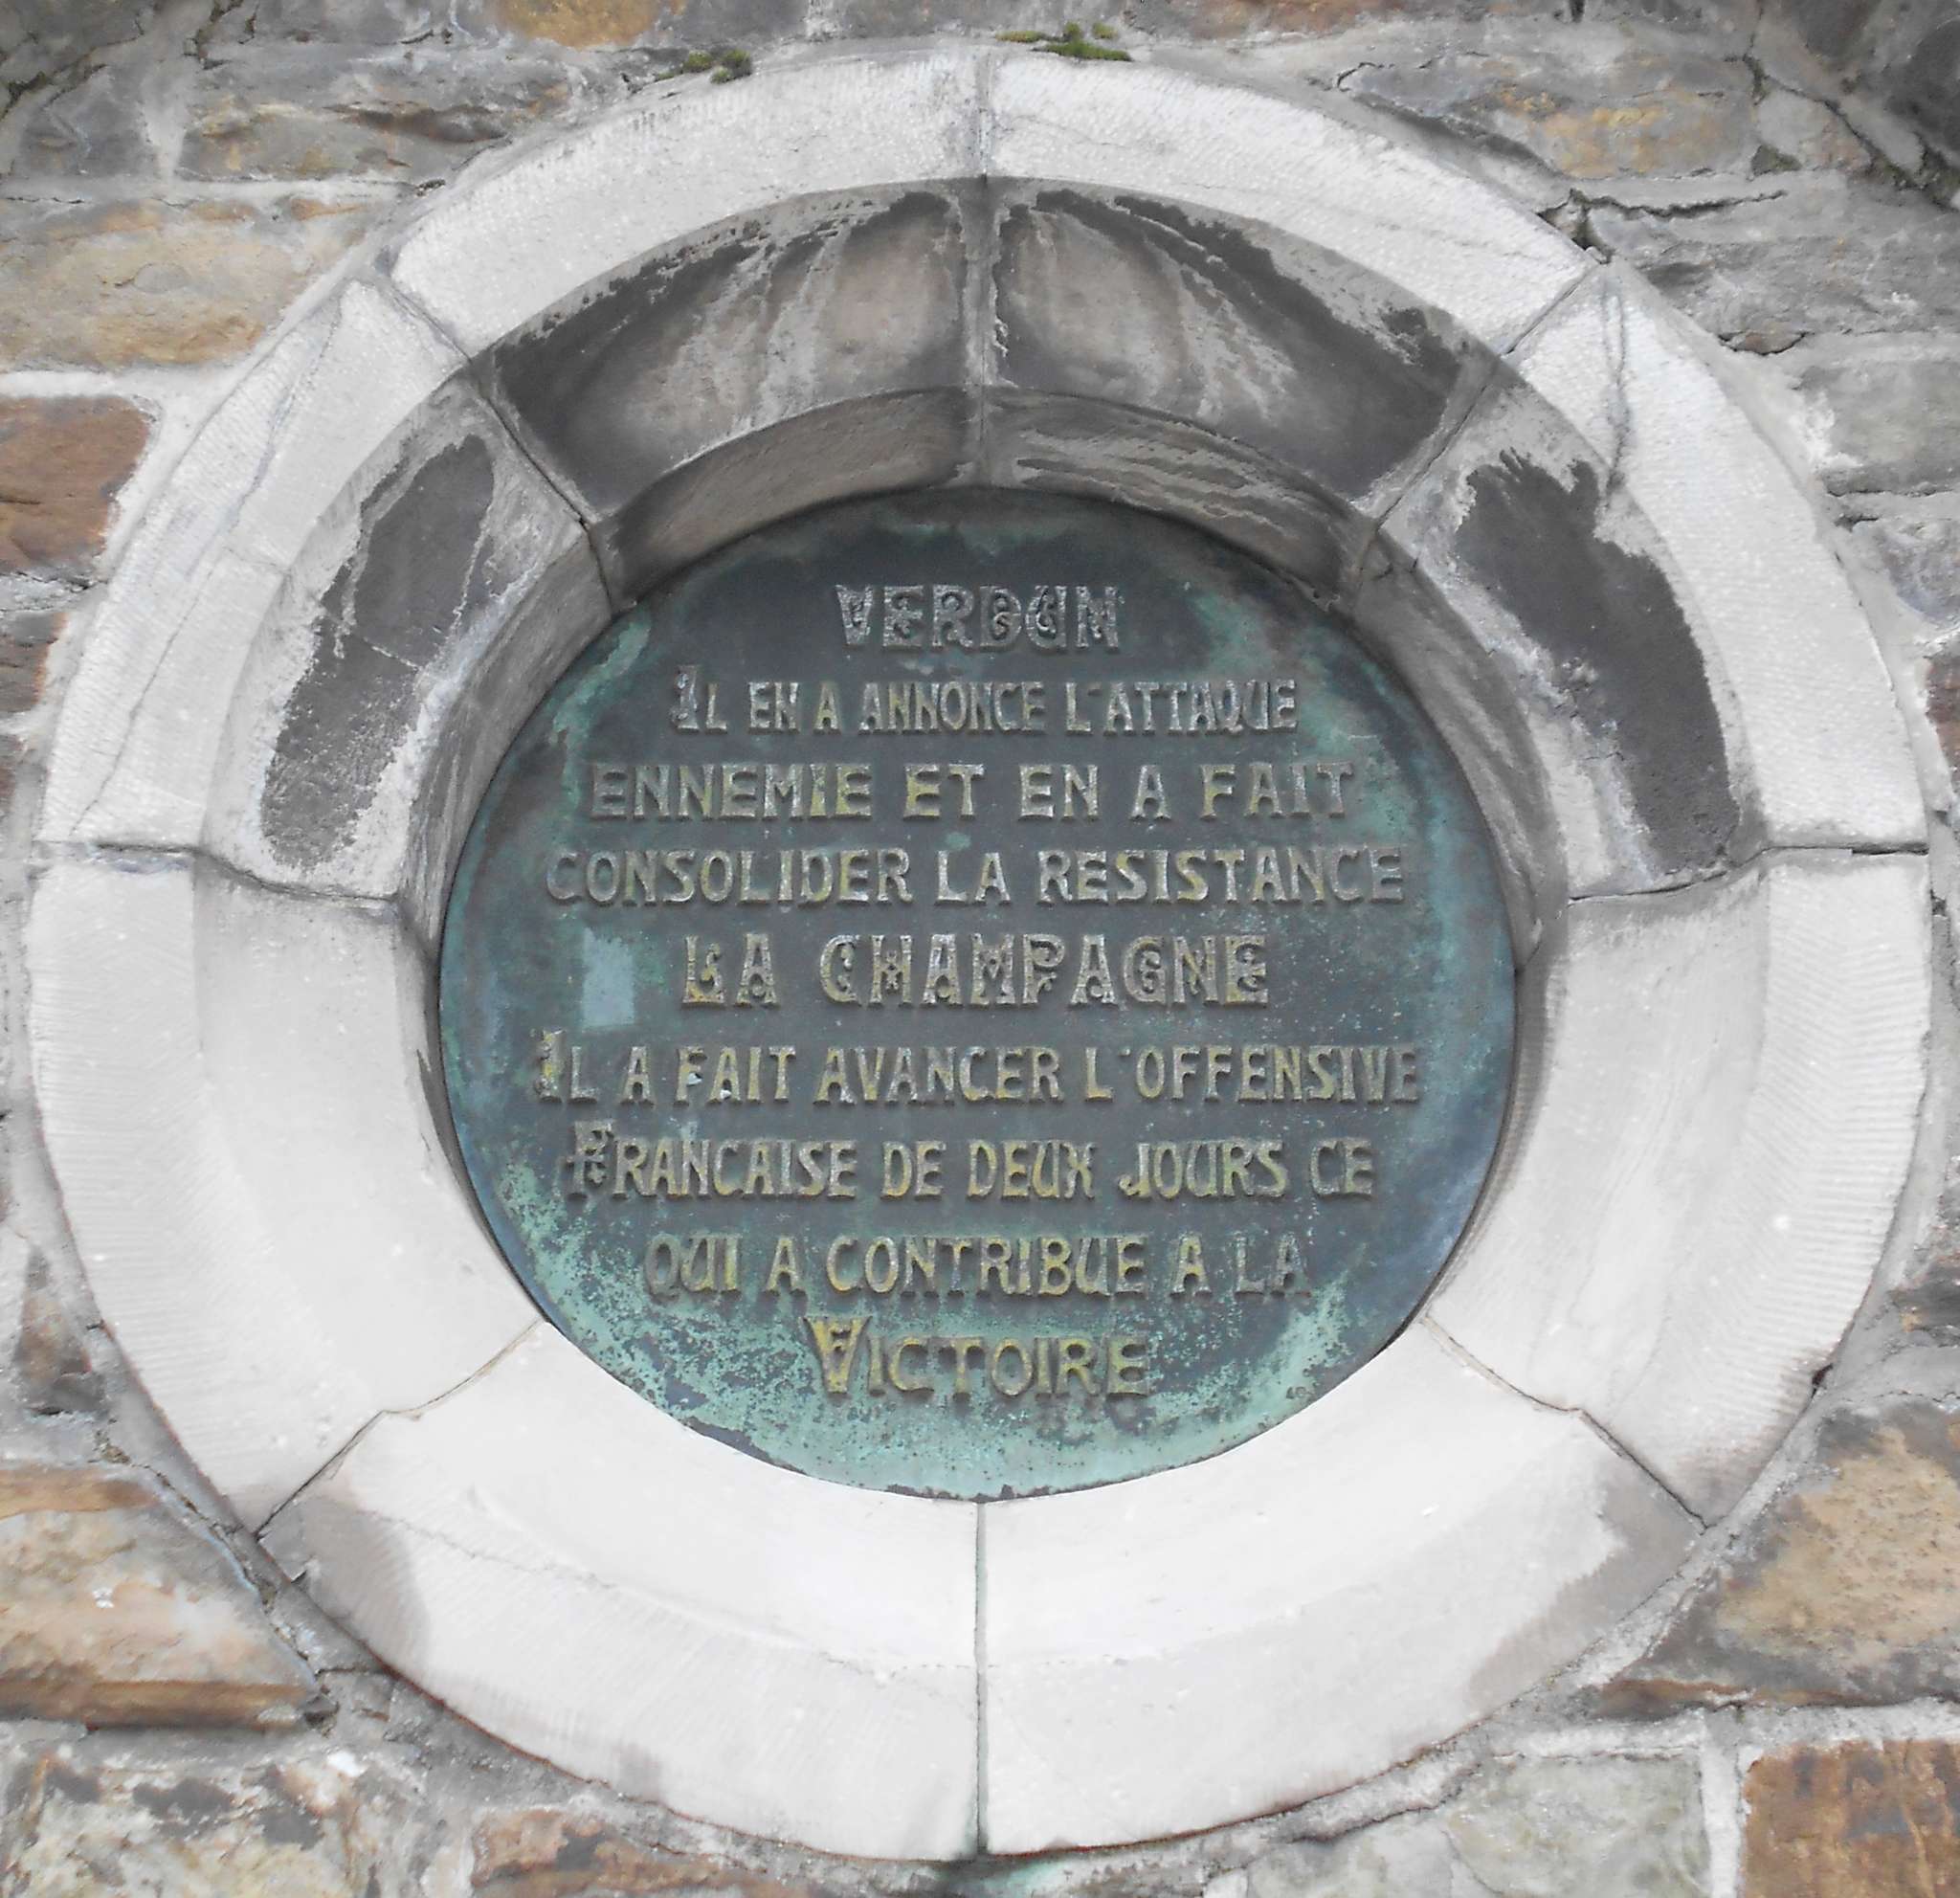 VERDUN
IL EN A ANNONCE L'ATTAQUE
ENNEMIE ET EN A FAIT
CONSOLIDER LA RESISTANCE
LA CHAMPAGNE
IL A FAIT AVANCER L'OFFENSIVE
FRANCAISE DE DEUX JOURS CE
QUI A CONTRIBUE A LA
VICTOIRE